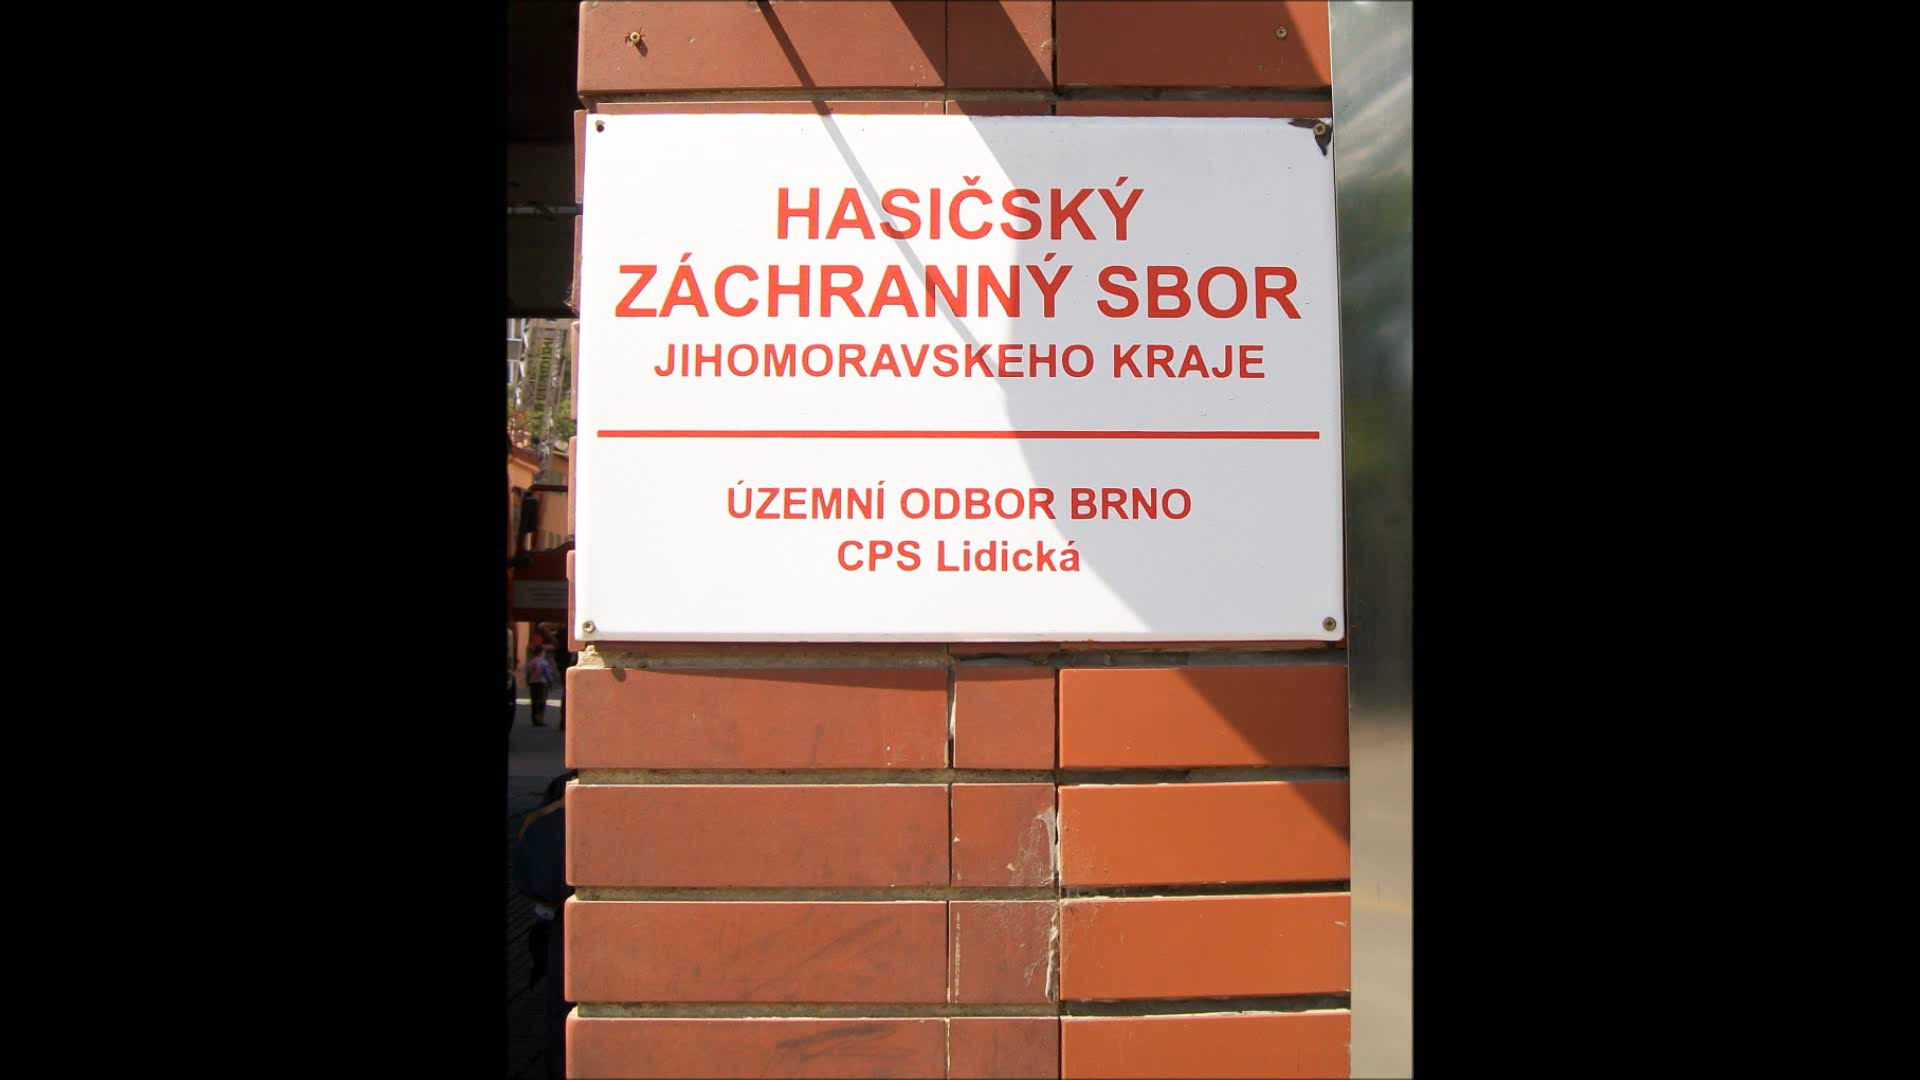 HASIČSKÝ
ZÁCHRANNÝ SBOR
JIHOMORAVSKEHO KRAJE
ÚZEMNÍ ODBOR BRNO
CPS Lidická